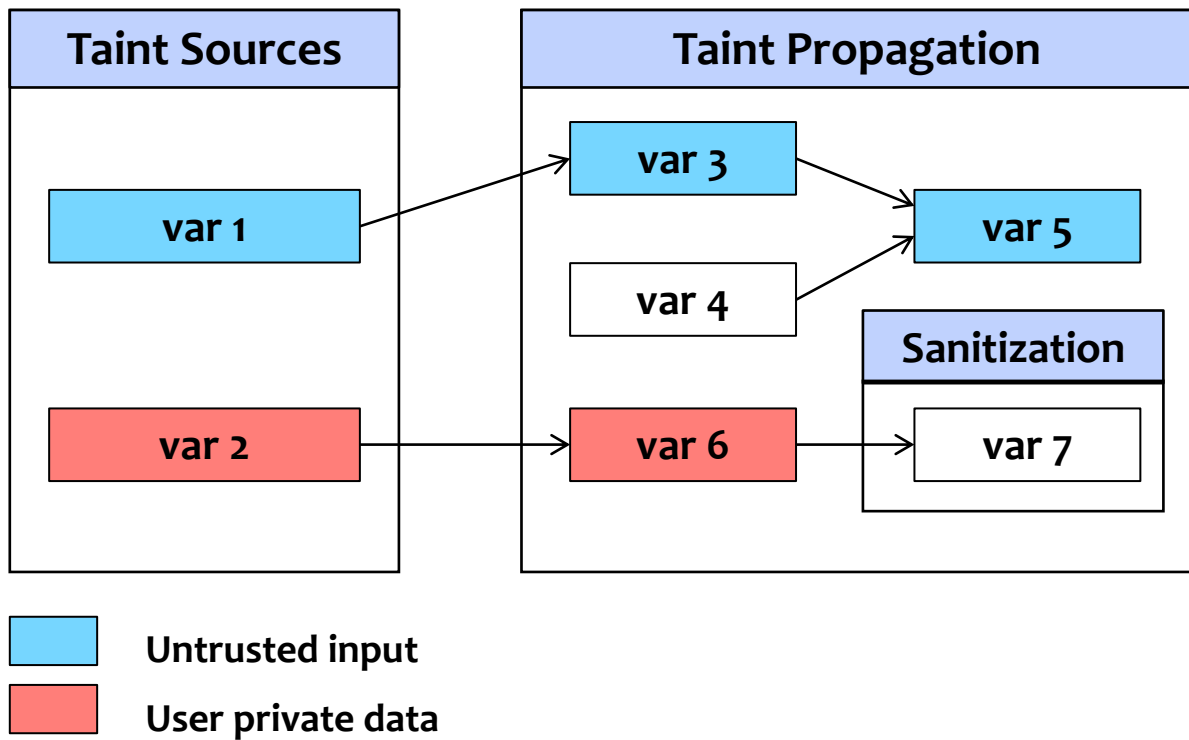 Taint Sources
Taint Propagation
var 1
var 2
var 3
var 4
var 5
var 6
Sanitization
var 7
Untrusted input
User private data